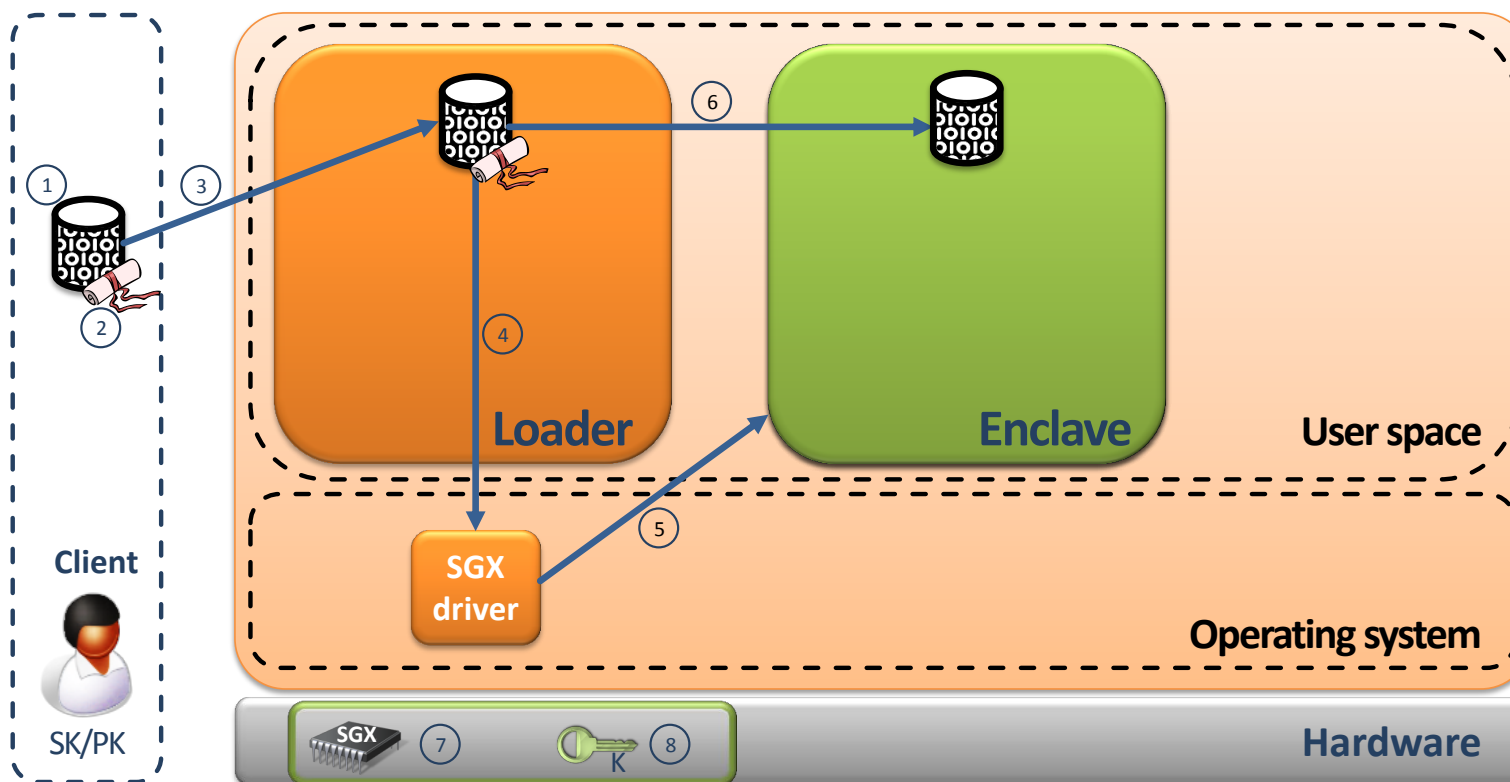 1
2
3
4
5
6
Loader
Enclave
User space
SGX
driver
Operating system
Client
SK/PK
SGX
7
K
8
Hardware